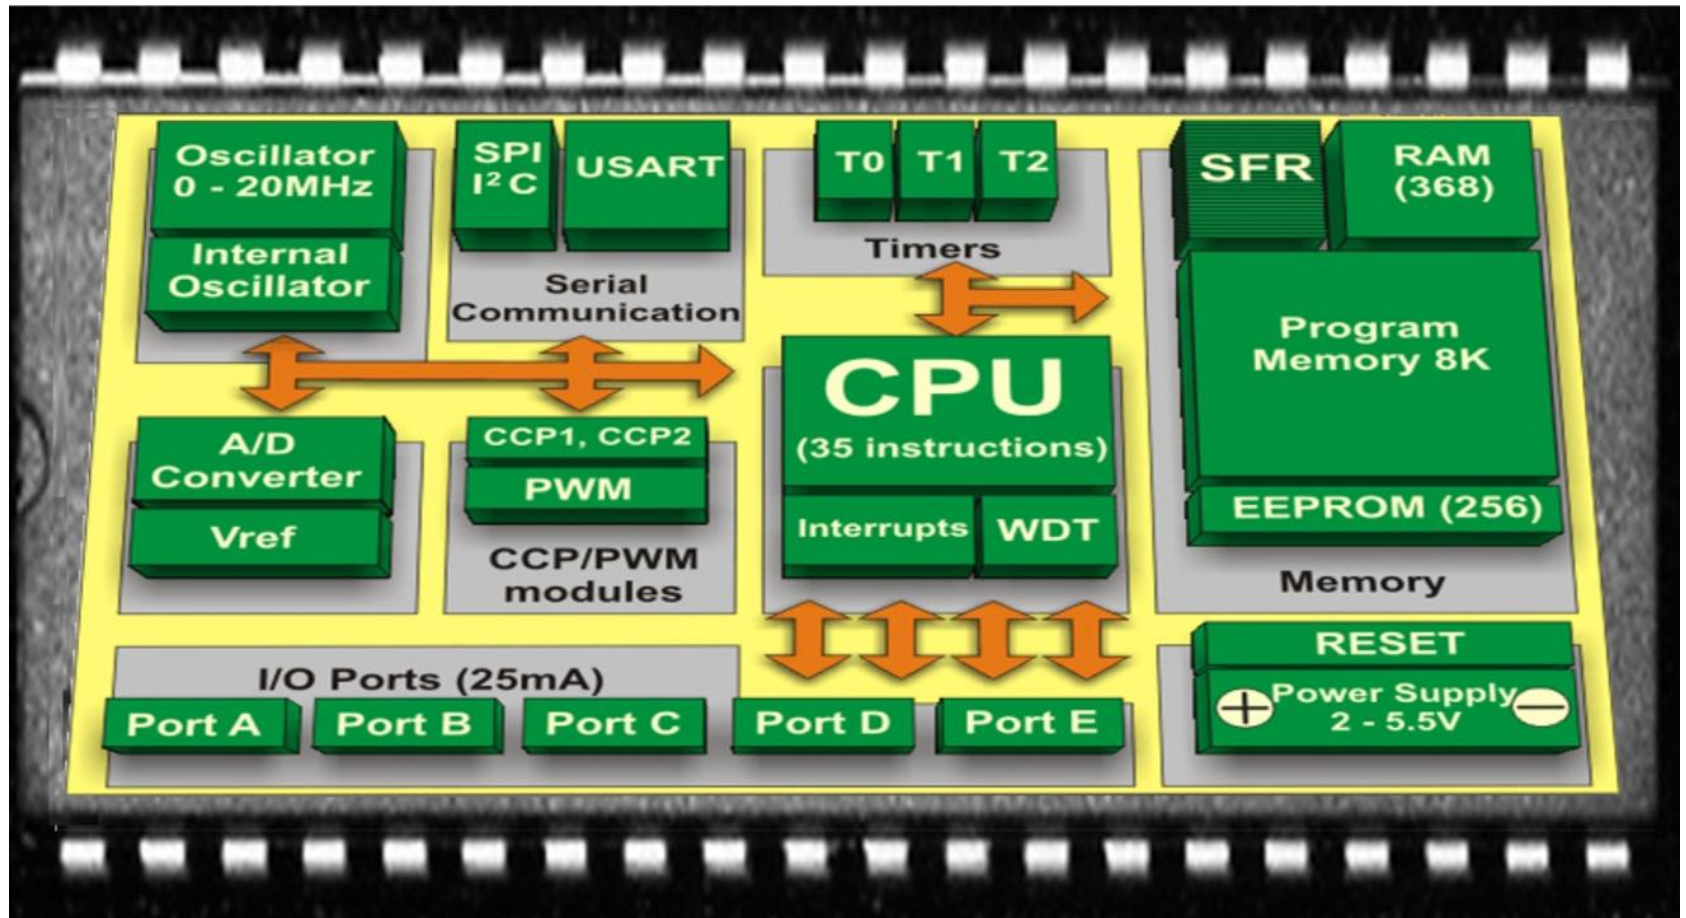 Oscillator
0 - 20MHz
Internal
Oscillator
SPI
I²C
USART
Serial
Communication
T0
T1
T2
Timers
SFR
RAM
(368)
Program
Memory 8K
EEPROM (256)
Memory
A/D
Converter
Vref
CCP1, CCP2
PWM
CCP/PWM
modules
CPU
(35 instructions)
Interrupts
WDT
I/O Ports (25mA)
Port A
Port B
Port C
Port D
Port E
RESET
+ Power Supply −
2 - 5.5V